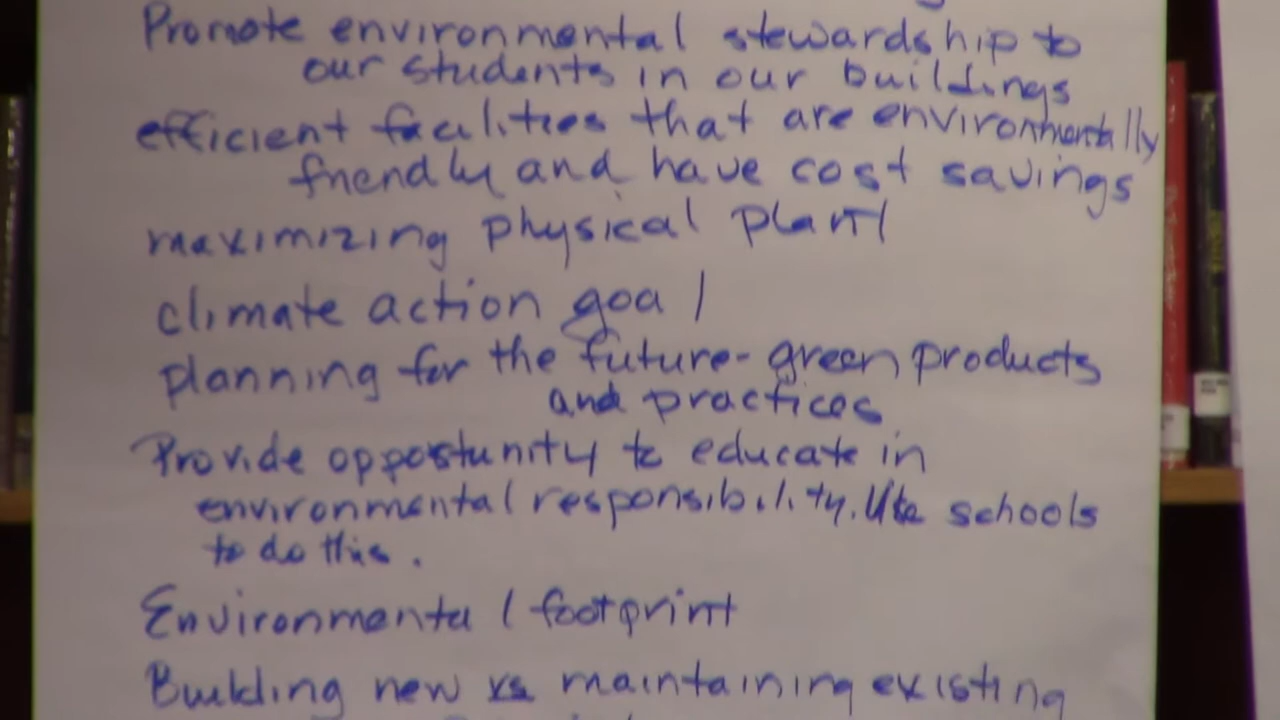 Promote environmental stewardship to
our students in our buildings
efficient facilities that are environmentally
friendly and have cost savings
maximizing physical plant
climate action goal
planning for the future - green products
and practices
Provide opportunity to educate in
environmental responsibility. Use schools
to do this.
Environmental footprint
Building new vs maintaining existing